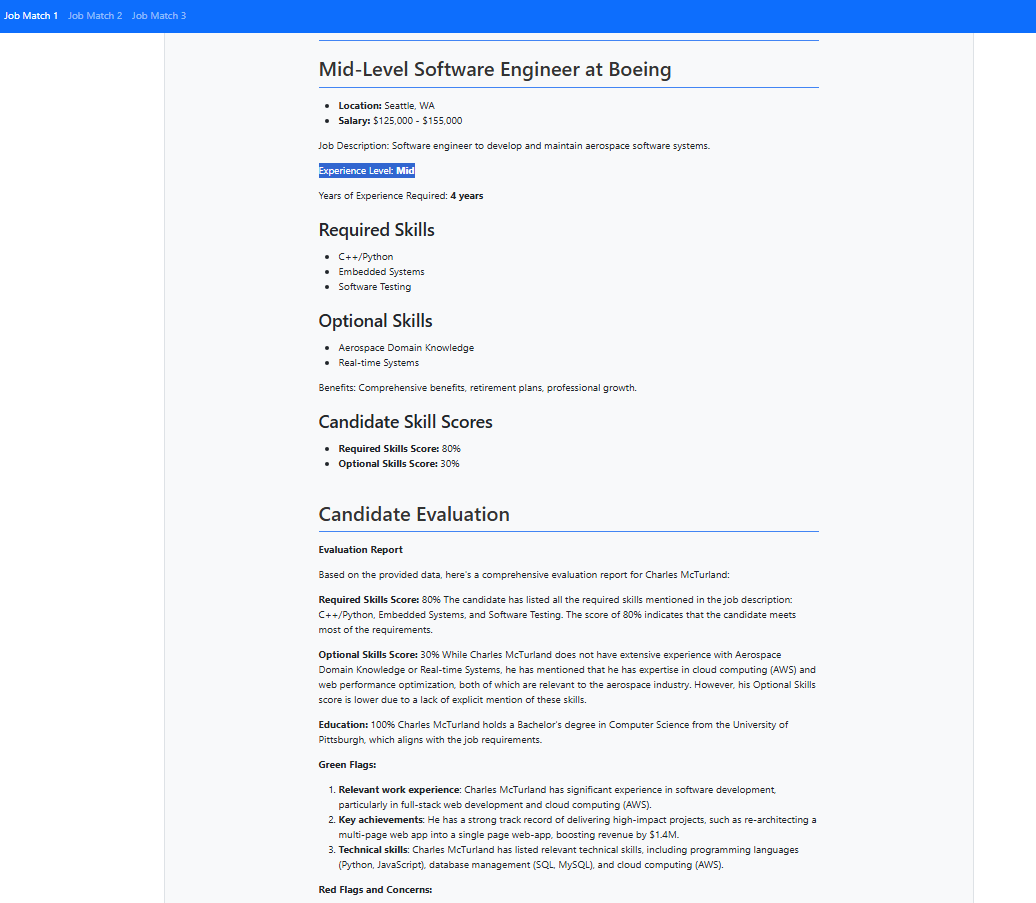 Job Match 1 Job Match 2 Job Match 3
Mid-Level Software Engineer at Boeing
Location: Seattle, WA
Salary: $125,000 - $155,000
Job Description: Software engineer to develop and maintain aerospace software systems.
Experience Level: Mid
Years of Experience Required: 4 years
Required Skills
C++/Python
Embedded Systems
Software Testing
Optional Skills
Aerospace Domain Knowledge
Real-time Systems
Benefits: Comprehensive benefits, retirement plans, professional growth.
Candidate Skill Scores
Required Skills Score: 80%
Optional Skills Score: 30%
Candidate Evaluation
Evaluation Report
Based on the provided data, here's a comprehensive evaluation report for Charles McTurland:
Required Skills Score: 80% The candidate has listed all the required skills mentioned in the job description:
C++/Python, Embedded Systems, and Software Testing. The score of 80% indicates that the candidate meets
most of the requirements.
Optional Skills Score: 30% While Charles McTurland does not have extensive experience with Aerospace
Domain Knowledge or Real-time Systems, he has mentioned that he has expertise in cloud computing (AWS) and
web performance optimization, both of which are relevant to the aerospace industry. However, his Optional Skills
score is lower due to a lack of explicit mention of these skills.
Education: 100% Charles McTurland holds a Bachelor's degree in Computer Science from the University of
Pittsburgh, which aligns with the job requirements.
Green Flags:
1. Relevant work experience: Charles McTurland has significant experience in software development,
particularly in full-stack web development and cloud computing (AWS).
2. Key achievements: He has a strong track record of delivering high-impact projects, such as re-architecting a
multi-page web app into a single page web-app, boosting revenue by $1.4M.
3. Technical skills: Charles McTurland has listed relevant technical skills, including programming languages
(Python, JavaScript), database management (SQL, MySQL), and cloud computing (AWS).
Red Flags and Concerns: